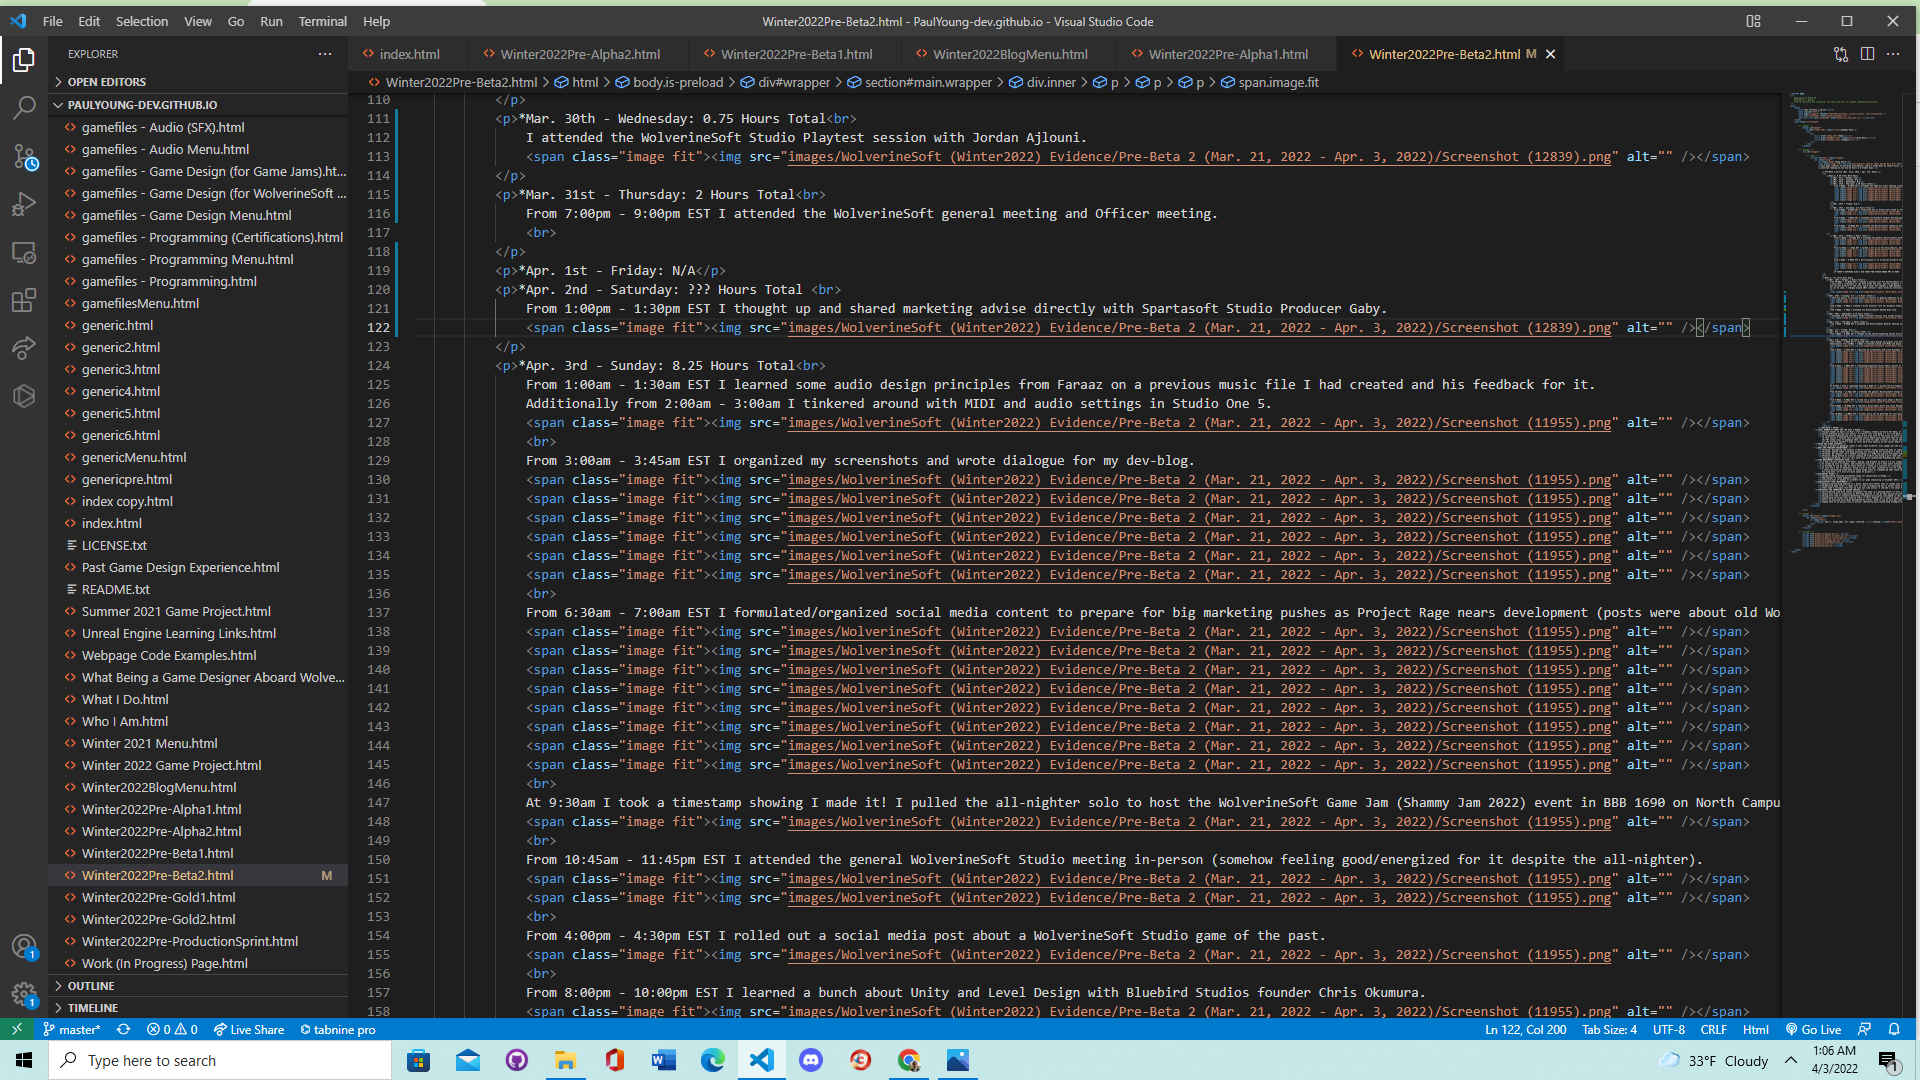 File Edit Selection View Go Run Terminal Help
Winter2022Pre-Beta2.html - PaulYoung-dev.github.io - Visual Studio Code
EXPLORER
OPEN EDITORS
PAULYOUNG-DEV.GITHUB.IO
gamefiles - Audio (SFX).html
gamefiles - Audio Menu.html
gamefiles - Game Design (for Game Jams).ht...
gamefiles - Game Design (for WolverineSoft ...
gamefiles - Game Design Menu.html
gamefiles - Programming (Certifications).html
gamefiles - Programming Menu.html
gamefiles - Programming.html
gamefilesMenu.html
generic.html
generic2.html
generic3.html
generic4.html
generic5.html
generic6.html
genericMenu.html
genericpre.html
index copy.html
index.html
LICENSE.txt
Past Game Design Experience.html
README.txt
Summer 2021 Game Project.html
Unreal Engine Learning Links.html
Webpage Code Examples.html
What Being a Game Designer Aboard Wolve...
What I Do.html
Who I Am.html
Winter 2021 Menu.html
Winter 2022 Game Project.html
Winter2022BlogMenu.html
Winter2022Pre-Alpha1.html
Winter2022Pre-Alpha2.html
Winter2022Pre-Beta1.html
Winter2022Pre-Beta2.html M
Winter2022Pre-Gold1.html
Winter2022Pre-Gold2.html
Winter2022Pre-ProductionSprint.html
Work (In Progress) Page.html
OUTLINE
TIMELINE
index.html Winter2022Pre-Alpha2.html Winter2022Pre-Beta1.html Winter2022BlogMenu.html Winter2022Pre-Alpha1.html Winter2022Pre-Beta2.html M
Winter2022Pre-Beta2.html > html > body.is-preload > div#wrapper > section#main.wrapper > div.inner > p > p > p > span.image.fit
110 </p>
111 <p>*Mar. 30th - Wednesday: 0.75 Hours Total<br>
112 I attended the WolverineSoft Studio Playtest session with Jordan Ajlouni.
113 <span class="image fit"><img src="images/WolverineSoft (Winter2022) Evidence/Pre-Beta 2 (Mar. 21, 2022 - Apr. 3, 2022)/Screenshot (12839).png" alt="" /></span>
114 </p>
115 <p>*Mar. 31st - Thursday: 2 Hours Total<br>
116 From 7:00pm - 9:00pm EST I attended the WolverineSoft general meeting and Officer meeting.
117 <br>
118 </p>
119 <p>*Apr. 1st - Friday: N/A</p>
120 <p>*Apr. 2nd - Saturday: ??? Hours Total <br>
121 From 1:00pm - 1:30pm EST I thought up and shared marketing advise directly with Spartasoft Studio Producer Gaby.
122 <span class="image fit"><img src="images/WolverineSoft (Winter2022) Evidence/Pre-Beta 2 (Mar. 21, 2022 - Apr. 3, 2022)/Screenshot (12839).png" alt="" /></span>
123 </p>
124 <p>*Apr. 3rd - Sunday: 8.25 Hours Total<br>
125 From 1:00am - 1:30am EST I learned some audio design principles from Faraaz on a previous music file I had created and his feedback for it.
126 Additionally from 2:00am - 3:00am I tinkered around with MIDI and audio settings in Studio One 5.
127 <span class="image fit"><img src="images/WolverineSoft (Winter2022) Evidence/Pre-Beta 2 (Mar. 21, 2022 - Apr. 3, 2022)/Screenshot (11955).png" alt="" /></span>
128 <br>
129 From 3:00am - 3:45am EST I organized my screenshots and wrote dialogue for my dev-blog.
130 <span class="image fit"><img src="images/WolverineSoft (Winter2022) Evidence/Pre-Beta 2 (Mar. 21, 2022 - Apr. 3, 2022)/Screenshot (11955).png" alt="" /></span>
131 <span class="image fit"><img src="images/WolverineSoft (Winter2022) Evidence/Pre-Beta 2 (Mar. 21, 2022 - Apr. 3, 2022)/Screenshot (11955).png" alt="" /></span>
132 <span class="image fit"><img src="images/WolverineSoft (Winter2022) Evidence/Pre-Beta 2 (Mar. 21, 2022 - Apr. 3, 2022)/Screenshot (11955).png" alt="" /></span>
133 <span class="image fit"><img src="images/WolverineSoft (Winter2022) Evidence/Pre-Beta 2 (Mar. 21, 2022 - Apr. 3, 2022)/Screenshot (11955).png" alt="" /></span>
134 <span class="image fit"><img src="images/WolverineSoft (Winter2022) Evidence/Pre-Beta 2 (Mar. 21, 2022 - Apr. 3, 2022)/Screenshot (11955).png" alt="" /></span>
135 <span class="image fit"><img src="images/WolverineSoft (Winter2022) Evidence/Pre-Beta 2 (Mar. 21, 2022 - Apr. 3, 2022)/Screenshot (11955).png" alt="" /></span>
136 <br>
137 From 6:30am - 7:00am EST I formulated/organized social media content to prepare for big marketing pushes as Project Rage nears development (posts were about old Wo
138 <span class="image fit"><img src="images/WolverineSoft (Winter2022) Evidence/Pre-Beta 2 (Mar. 21, 2022 - Apr. 3, 2022)/Screenshot (11955).png" alt="" /></span>
139 <span class="image fit"><img src="images/WolverineSoft (Winter2022) Evidence/Pre-Beta 2 (Mar. 21, 2022 - Apr. 3, 2022)/Screenshot (11955).png" alt="" /></span>
140 <span class="image fit"><img src="images/WolverineSoft (Winter2022) Evidence/Pre-Beta 2 (Mar. 21, 2022 - Apr. 3, 2022)/Screenshot (11955).png" alt="" /></span>
141 <span class="image fit"><img src="images/WolverineSoft (Winter2022) Evidence/Pre-Beta 2 (Mar. 21, 2022 - Apr. 3, 2022)/Screenshot (11955).png" alt="" /></span>
142 <span class="image fit"><img src="images/WolverineSoft (Winter2022) Evidence/Pre-Beta 2 (Mar. 21, 2022 - Apr. 3, 2022)/Screenshot (11955).png" alt="" /></span>
143 <span class="image fit"><img src="images/WolverineSoft (Winter2022) Evidence/Pre-Beta 2 (Mar. 21, 2022 - Apr. 3, 2022)/Screenshot (11955).png" alt="" /></span>
144 <span class="image fit"><img src="images/WolverineSoft (Winter2022) Evidence/Pre-Beta 2 (Mar. 21, 2022 - Apr. 3, 2022)/Screenshot (11955).png" alt="" /></span>
145 <span class="image fit"><img src="images/WolverineSoft (Winter2022) Evidence/Pre-Beta 2 (Mar. 21, 2022 - Apr. 3, 2022)/Screenshot (11955).png" alt="" /></span>
146 <br>
147 At 9:30am I took a timestamp showing I made it! I pulled the all-nighter solo to host the WolverineSoft Game Jam (Shammy Jam 2022) event in BBB 1690 on North Campu
148 <span class="image fit"><img src="images/WolverineSoft (Winter2022) Evidence/Pre-Beta 2 (Mar. 21, 2022 - Apr. 3, 2022)/Screenshot (11955).png" alt="" /></span>
149 <br>
150 From 10:45am - 11:45pm EST I attended the general WolverineSoft Studio meeting in-person (somehow feeling good/energized for it despite the all-nighter).
151 <span class="image fit"><img src="images/WolverineSoft (Winter2022) Evidence/Pre-Beta 2 (Mar. 21, 2022 - Apr. 3, 2022)/Screenshot (11955).png" alt="" /></span>
152 <span class="image fit"><img src="images/WolverineSoft (Winter2022) Evidence/Pre-Beta 2 (Mar. 21, 2022 - Apr. 3, 2022)/Screenshot (11955).png" alt="" /></span>
153 <br>
154 From 4:00pm - 4:30pm EST I rolled out a social media post about a WolverineSoft Studio game of the past.
155 <span class="image fit"><img src="images/WolverineSoft (Winter2022) Evidence/Pre-Beta 2 (Mar. 21, 2022 - Apr. 3, 2022)/Screenshot (11955).png" alt="" /></span>
156 <br>
157 From 8:00pm - 10:00pm EST I learned a bunch about Unity and Level Design with Bluebird Studios founder Chris Okumura.
158 <span class="image fit"><img src="images/WolverineSoft (Winter2022) Evidence/Pre-Beta 2 (Mar. 21, 2022 - Apr. 3, 2022)/Screenshot (11955).png" alt="" /></span>
master* 0 0 Live Share tabnine pro Ln 122, Col 200 Tab Size: 4 UTF-8 CRLF Html Go Live
Type here to search
33°F Cloudy
1:06 AM
4/3/2022
1